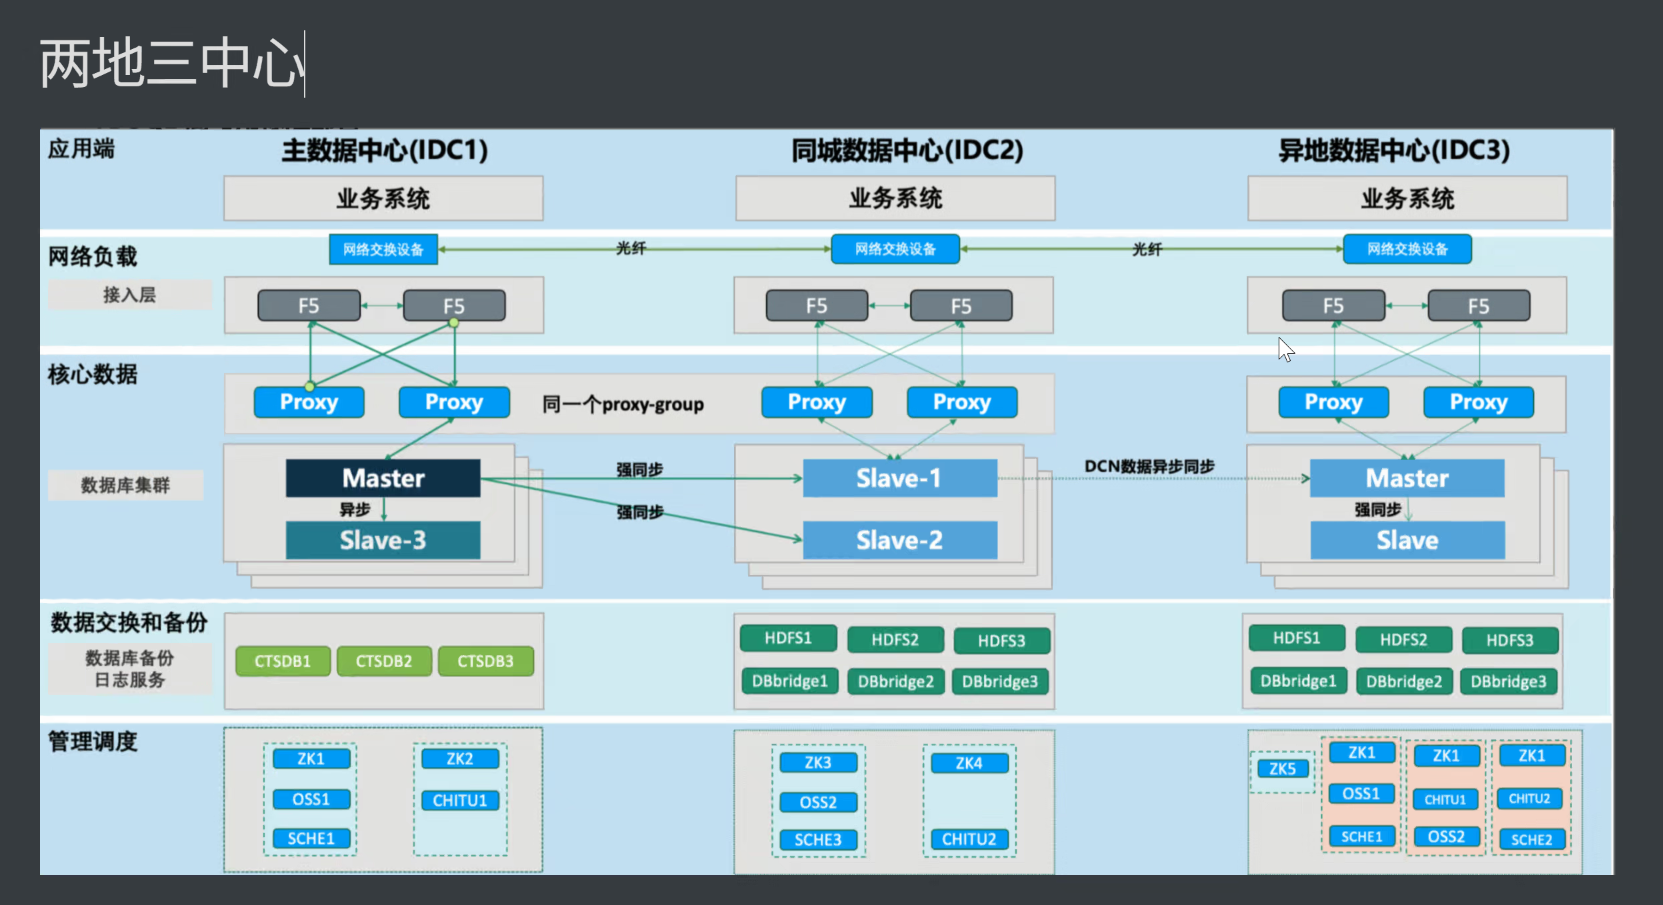 两地三中心
应用端
主数据中心(IDC1)
同城数据中心(IDC2)
异地数据中心(IDC3)
业务系统
业务系统
业务系统
网络负载
网络交换设备
光纤
网络交换设备
光纤
网络交换设备
接入层
F5
F5
F5
F5
F5
F5
核心数据
Proxy
Proxy
同一个proxy-group
Proxy
Proxy
Proxy
Proxy
数据库集群
Master
强同步
Slave-1
DCN数据异步同步
Master
异步
强同步
强同步
Slave-3
Slave-2
Slave
数据交换和备份
数据库备份
日志服务
CTSDB1
CTSDB2
CTSDB3
HDFS1
HDFS2
HDFS3
DBbridge1
DBbridge2
DBbridge3
HDFS1
HDFS2
HDFS3
DBbridge1
DBbridge2
DBbridge3
管理调度
ZK1
OSS1
SCHE1
ZK2
CHITU1
ZK3
OSS2
SCHE3
ZK4
CHITU2
ZK5
ZK1
OSS1
SCHE1
ZK1
CHITU1
OSS2
ZK1
CHITU2
SCHE2